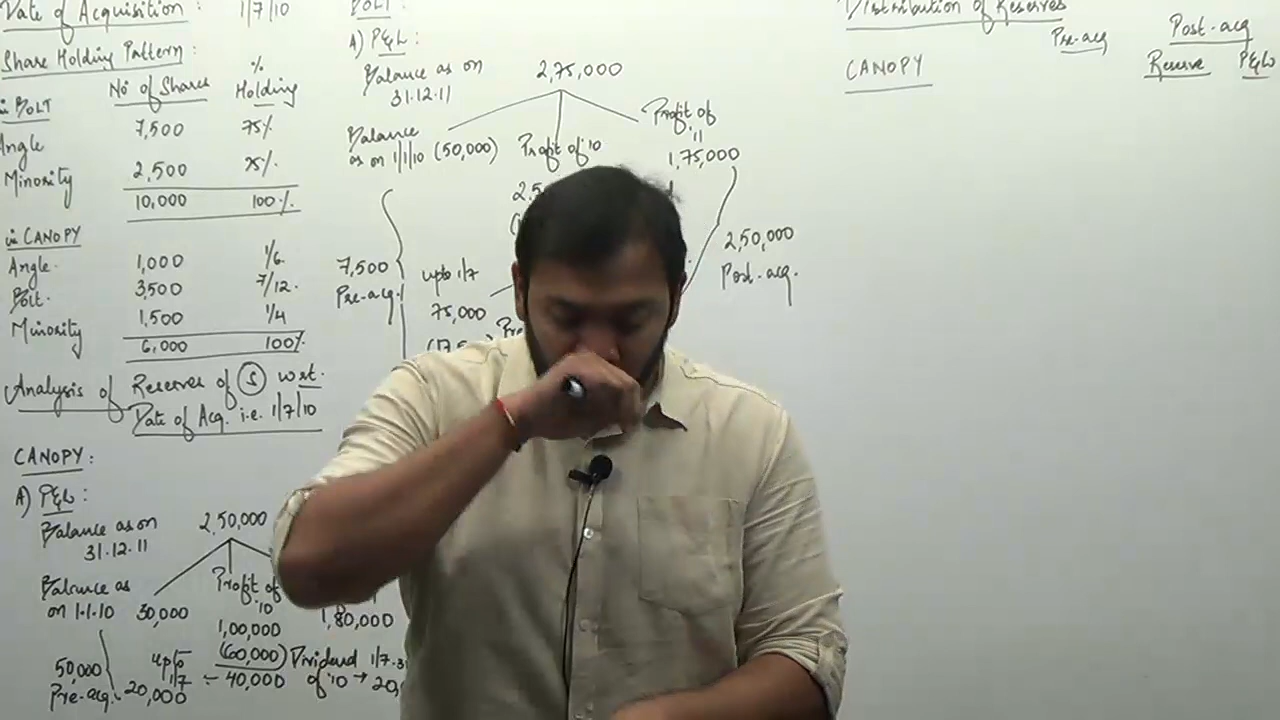 Date of Acquisition : 1/7/10
Share Holding Pattern :
No of Shares % Holding
in BOLT
Angle 7,500 75%
Minority 2,500 25%
10,000 100%
in CANOPY
Angle. 1,000 1/6
Bolt. 3,500 7/12
Minority 1,500 1/4
6,000 100%
Analysis of Reserves of (S) w.r.t.
Date of Acq. i.e. 1/7/10
CANOPY :
A) P&L :
Balance as on 2,50,000
31.12.11
Balance as
on 1.1.10 30,000
Profit of
'10
1,00,000
(60,000) Dividend
40,000 of '10 → 20,
1,80,000
50,000 upto
1/7
Pre-acq. 20,000
BOLT :
A) P&L :
Balance as on 2,75,000
31.12.11
Balance
as on 1/1/10 (50,000)
Profit of '10
Profit of
'11
1,75,000
7,500
Pre-acq.
upto 1/7
75,000
2,50,000
Post-acq.
Distribution of Reserves
Pre-acq Post-acq
Reserve P&L
CANOPY